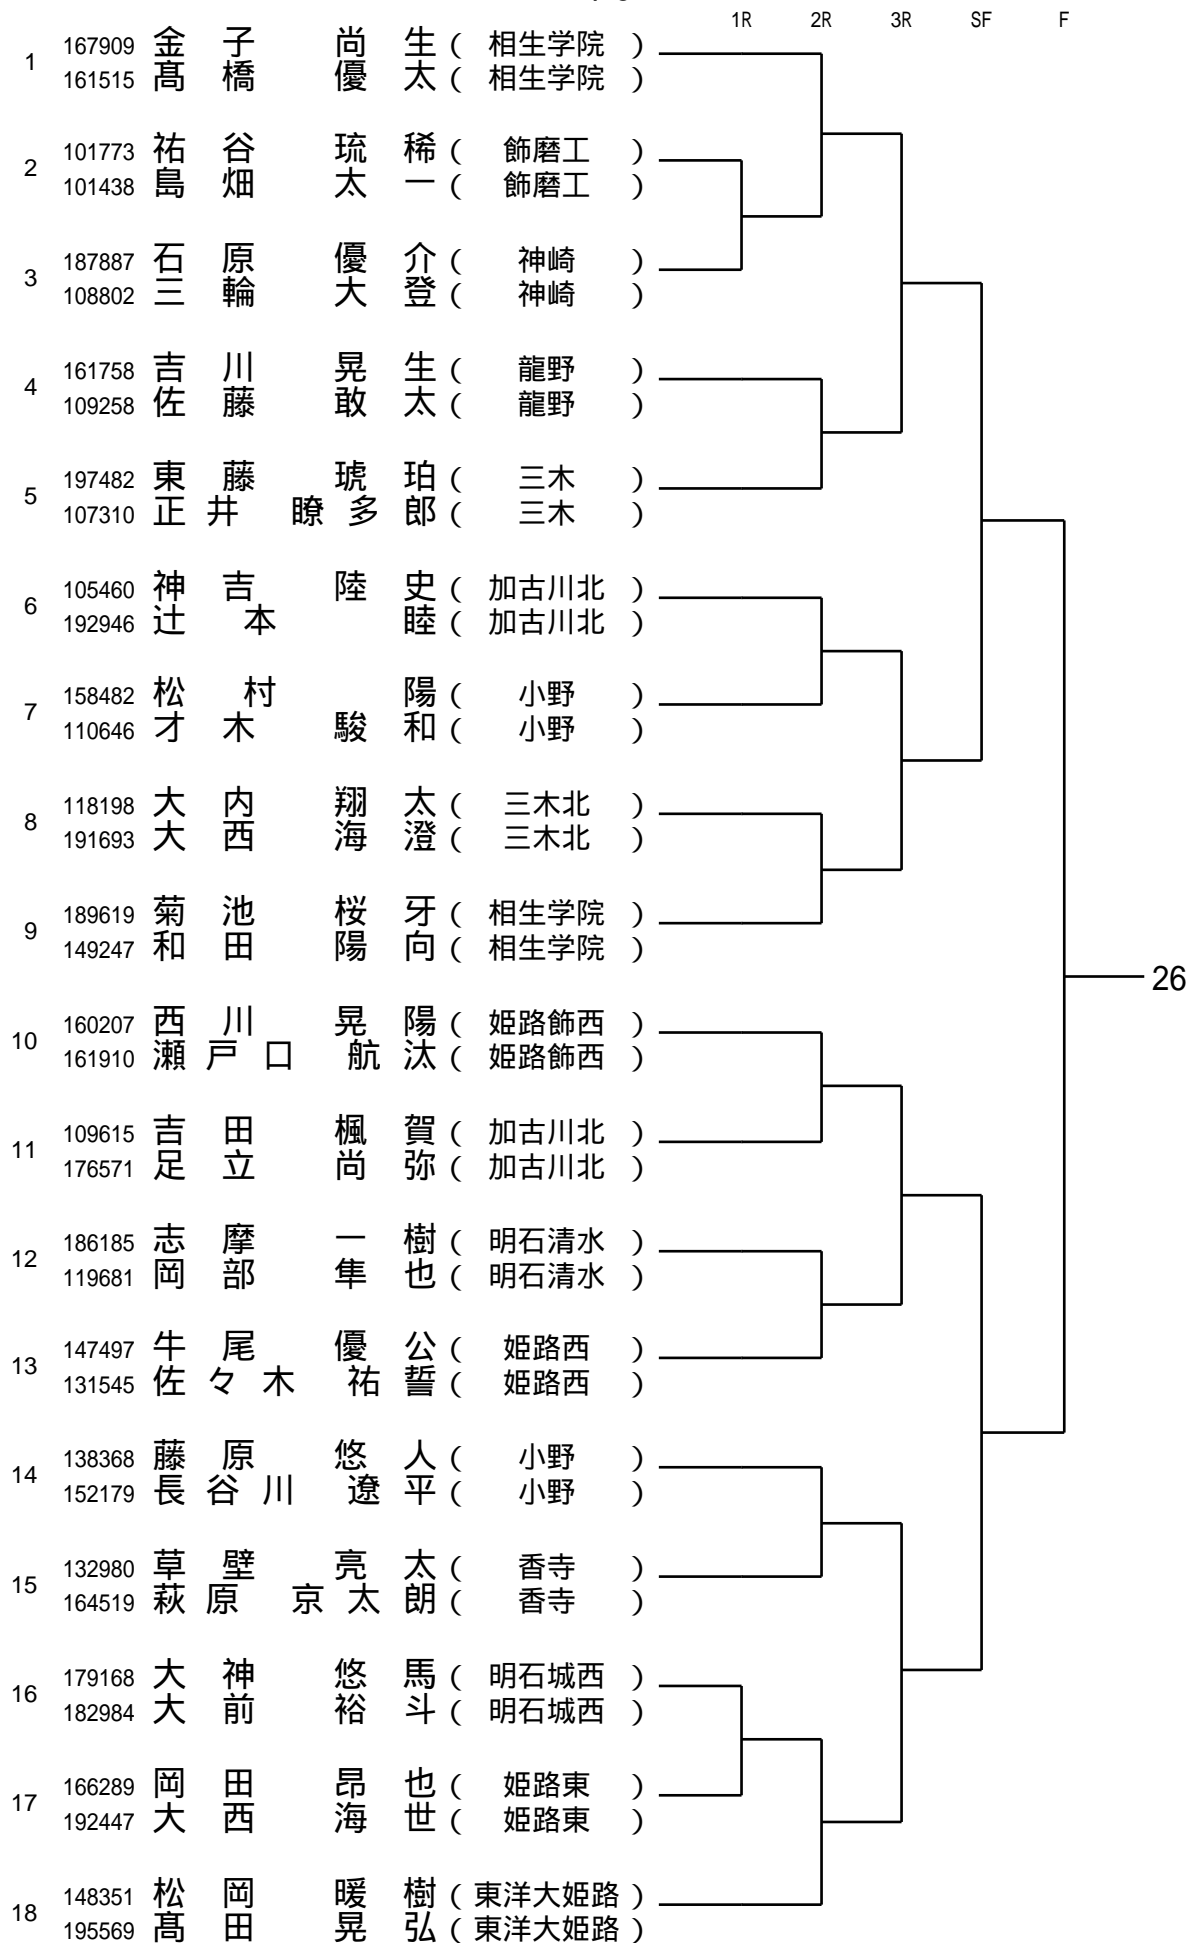 1R 2R 3R SF F
1 167909 金子 尚生 ( 相生学院 )
161515 髙橋 優太 ( 相生学院 )
2 101773 祐谷 琉稀 ( 飾磨工 )
101438 島畑 太一 ( 飾磨工 )
3 187887 石原 優介 ( 神崎 )
108802 三輪 大登 ( 神崎 )
4 161758 吉川 晃生 ( 龍野 )
109258 佐藤 敢太 ( 龍野 )
5 197482 東藤 琥珀 ( 三木 )
107310 正井 瞭多郎 ( 三木 )
6 105460 神吉 陸史 ( 加古川北 )
192946 辻本 睦 ( 加古川北 )
7 158482 松村 陽 ( 小野 )
110646 才木 駿和 ( 小野 )
8 118198 大内 翔太 ( 三木北 )
191693 大西 海澄 ( 三木北 )
9 189619 菊池 桜牙 ( 相生学院 )
149247 和田 陽向 ( 相生学院 )
26
10 160207 西川 晃陽 ( 姫路飾西 )
161910 瀬戸口 航汰 ( 姫路飾西 )
11 109615 吉田 楓賀 ( 加古川北 )
176571 足立 尚弥 ( 加古川北 )
12 186185 志摩 一樹 ( 明石清水 )
119681 岡部 隼也 ( 明石清水 )
13 147497 牛尾 優公 ( 姫路西 )
131545 佐々木 祐誓 ( 姫路西 )
14 138368 藤原 悠人 ( 小野 )
152179 長谷川 遼平 ( 小野 )
15 132980 草壁 亮太 ( 香寺 )
164519 萩原 京太朗 ( 香寺 )
16 179168 大神 悠馬 ( 明石城西 )
182984 大前 裕斗 ( 明石城西 )
17 166289 岡田 昂也 ( 姫路東 )
192447 大西 海世 ( 姫路東 )
18 148351 松岡 暖樹 ( 東洋大姫路 )
195569 髙田 晃弘 ( 東洋大姫路 )